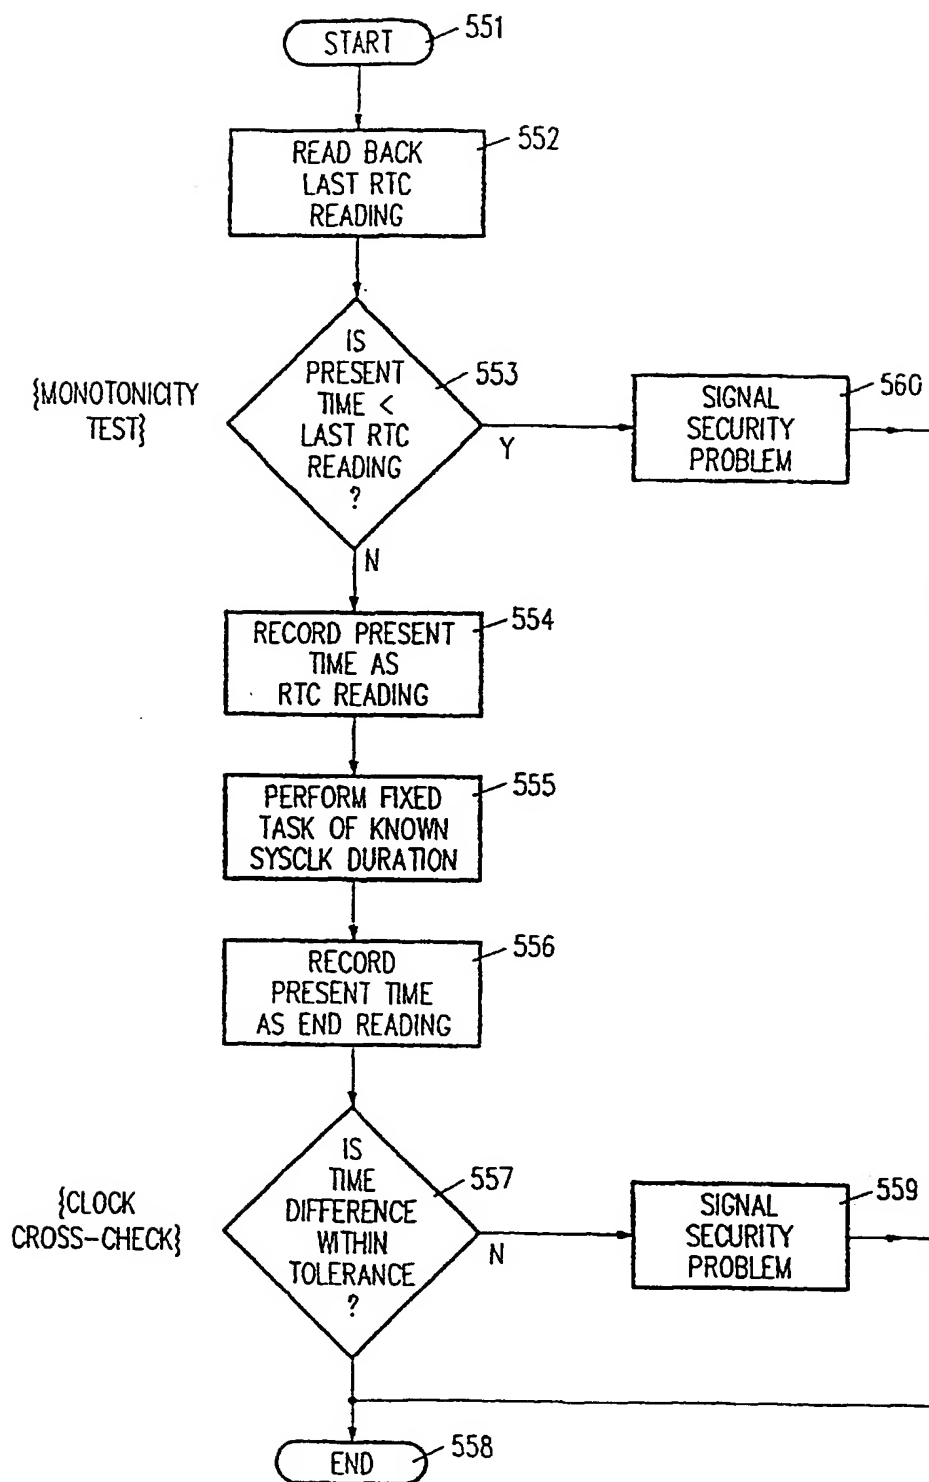 START
551
READ BACK
LAST RTC
READING
552
{MONOTONICITY
TEST}
IS
PRESENT
TIME <
LAST RTC
READING
?
553
Y
N
SIGNAL
SECURITY
PROBLEM
560
RECORD PRESENT
TIME AS
RTC READING
554
PERFORM FIXED
TASK OF KNOWN
SYSCLK DURATION
555
RECORD
PRESENT TIME
AS END READING
556
{CLOCK
CROSS-CHECK}
IS
TIME
DIFFERENCE
WITHIN
TOLERANCE
?
557
N
SIGNAL
SECURITY
PROBLEM
559
END
558